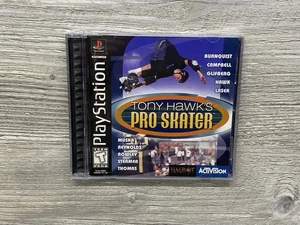 PlayStation
BURNQUIST
CAMPBELL
GLIFBERG
HAWK
LASEK
TONY HAWK'S
PRO SKATER
MUSKA
REYNOLDS
ROWLEY
STEAMER
THOMAS
ACTIVISION